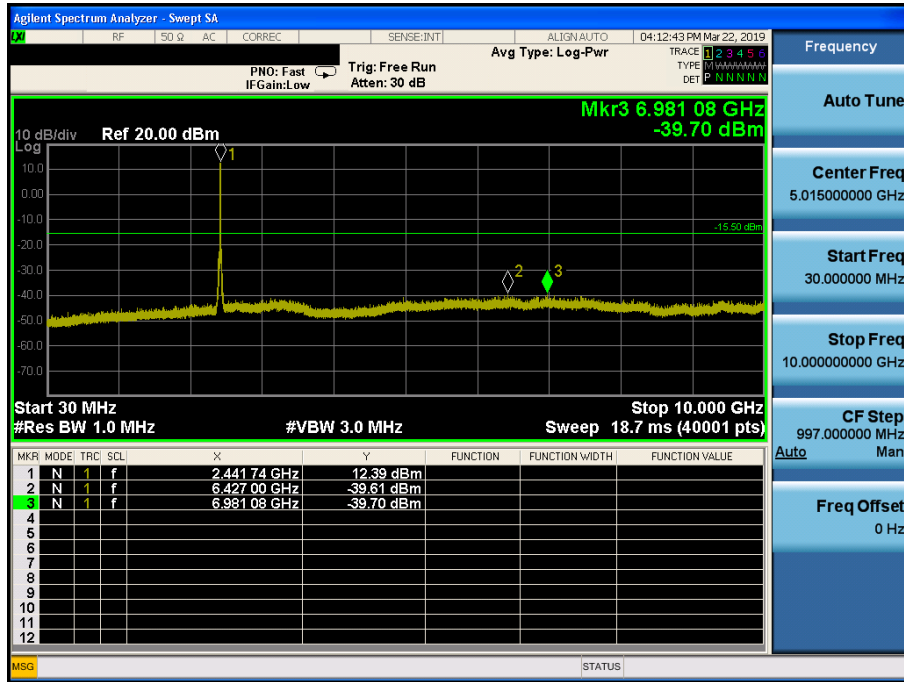 Agilent Spectrum Analyzer - Swept SA
LXI RF 50 Ω AC CORREC SENSE:INT ALIGNAUTO 04:12:43 PM Mar 22, 2019
Avg Type: Log-Pwr
TRACE 1 2 3 4 5 6
TYPE M WWWWW
DET P N N N N N
PNO: Fast
IFGain:Low
Trig: Free Run
Atten: 30 dB
Mkr3 6.981 08 GHz
-39.70 dBm
10 dB/div Ref 20.00 dBm
Log
1
10.0
0.00
-10.0
-15.50 dBm
-20.0
-30.0
2 3
-40.0
-50.0
-60.0
-70.0
Start 30 MHz Stop 10.000 GHz
#Res BW 1.0 MHz #VBW 3.0 MHz Sweep 18.7 ms (40001 pts)
MKR MODE TRC SCL X Y FUNCTION FUNCTION WIDTH FUNCTION VALUE
1 N 1 f 2.441 74 GHz 12.39 dBm
2 N 1 f 6.427 00 GHz -39.61 dBm
3 N 1 f 6.981 08 GHz -39.70 dBm
4
5
6
7
8
9
10
11
12
MSG STATUS
Frequency
Auto Tune
Center Freq
5.015000000 GHz
Start Freq
30.000000 MHz
Stop Freq
10.000000000 GHz
CF Step
997.000000 MHz
Auto Man
Freq Offset
0 Hz